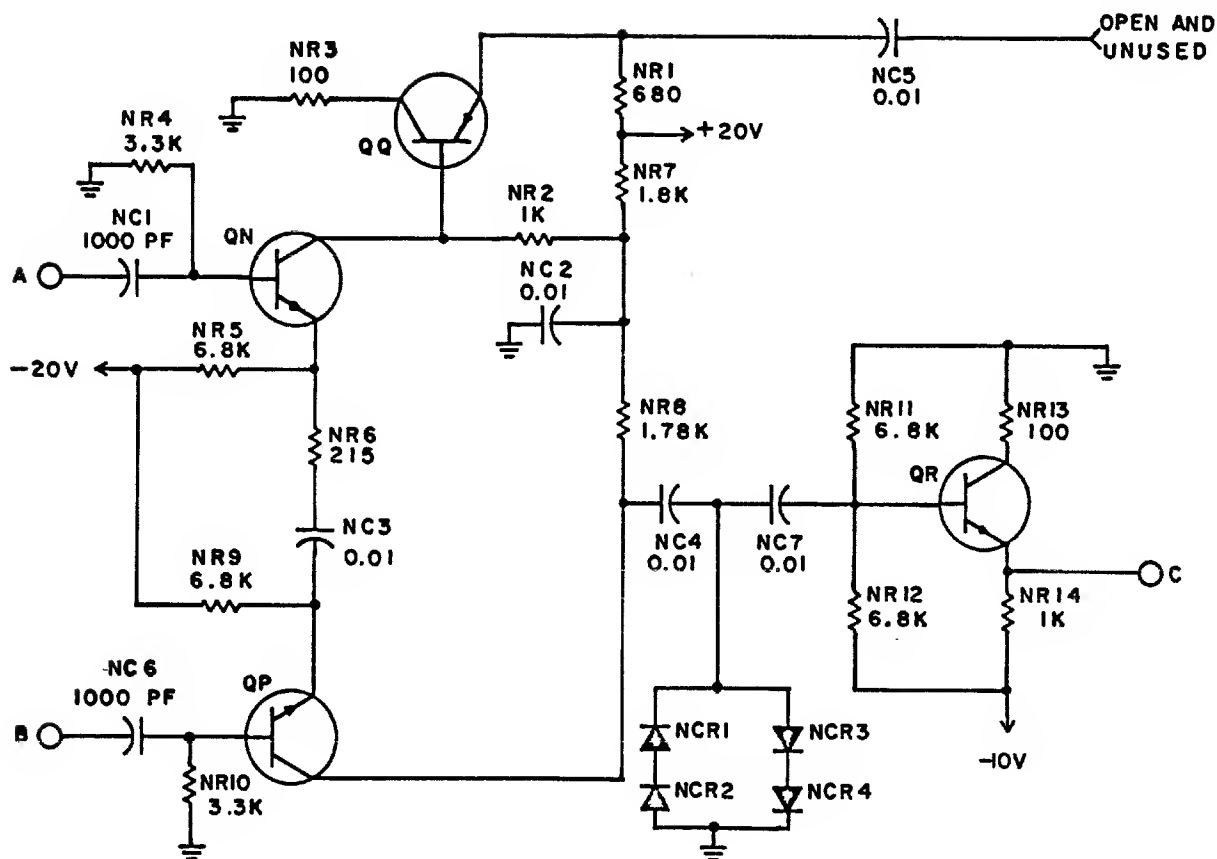 OPEN AND
UNUSED
NR3
100
NR1
680
NC5
0.01
+20V
NR4
3.3K
QQ
NR7
1.8K
NR2
1K
NC1
1000 PF
QN
A
NC2
0.01
NR5
6.8K
-20V
NR8
1.78K
NR11
6.8K
NR13
100
NR6
215
QR
NC3
0.01
NC4
0.01
NC7
0.01
NR9
6.8K
C
NR12
6.8K
NR14
1K
NC6
1000 PF
QP
B
NCR1
NCR3
-10V
NR10
3.3K
NCR2
NCR4